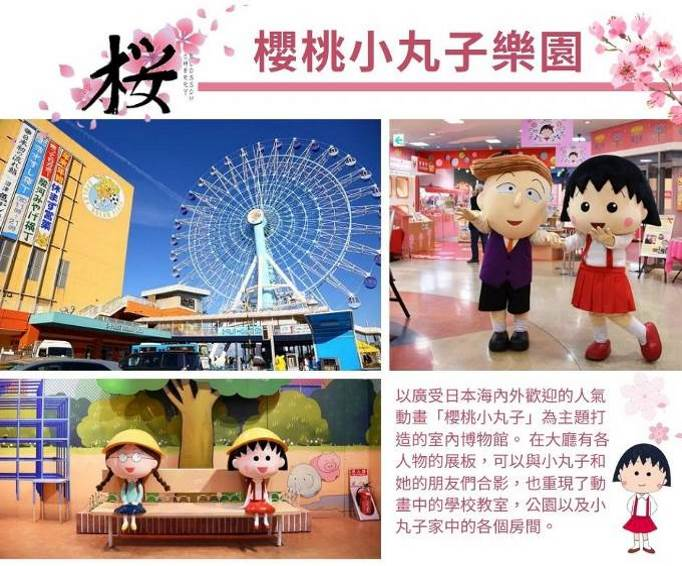 櫻桃小丸子樂園
桜
以廣受日本海內外歡迎的人氣
動畫「櫻桃小丸子」為主題打
造的室內博物館。在大廳有各
人物的展板，可以與小丸子和
她的朋友們合影，也重現了動
畫中的學校教室，公園以及小
丸子家中的各個房間。